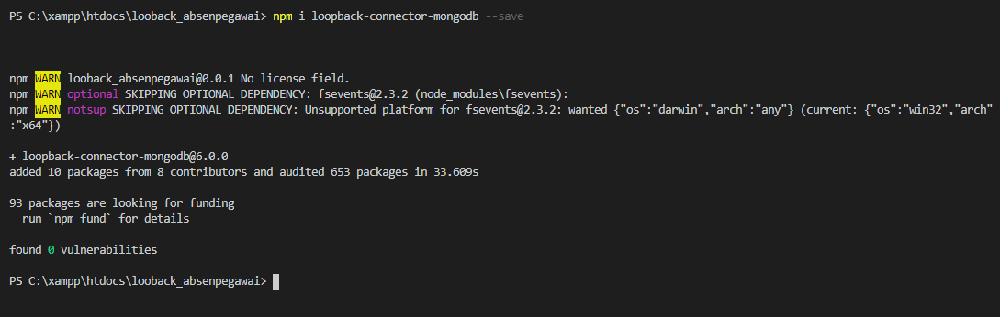 PS C:\xampp\htdocs\looback_absenpegawai> npm i loopback-connector-mongodb --save
npm WARN looback_absenpegawai@0.0.1 No license field.
npm WARN optional SKIPPING OPTIONAL DEPENDENCY: fsevents@2.3.2 (node_modules\fsevents):
npm WARN notsup SKIPPING OPTIONAL DEPENDENCY: Unsupported platform for fsevents@2.3.2: wanted {"os":"darwin","arch":"any"} (current: {"os":"win32","arch"
:"x64"})
+ loopback-connector-mongodb@6.0.0
added 10 packages from 8 contributors and audited 653 packages in 33.609s
93 packages are looking for funding
  run `npm fund` for details
found 0 vulnerabilities
PS C:\xampp\htdocs\looback_absenpegawai>